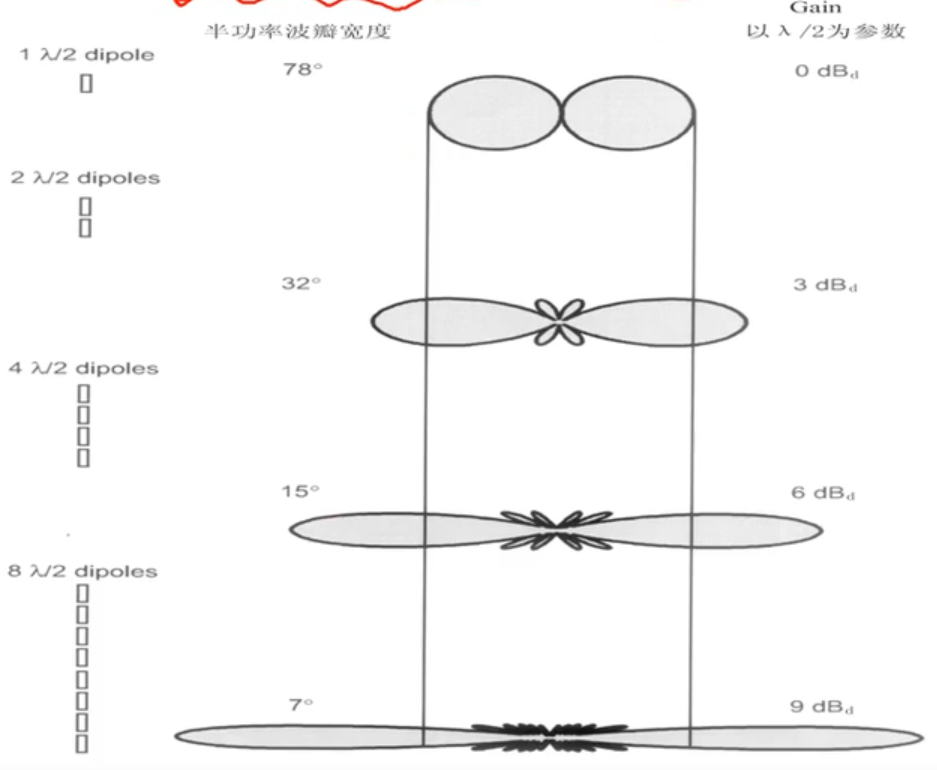 Gain
半功率波瓣宽度
以 λ /2为参数
1 λ/2 dipole
78°
0 dBd
2 λ/2 dipoles
32°
3 dBd
4 λ/2 dipoles
15°
6 dBd
8 λ/2 dipoles
7°
9 dBd